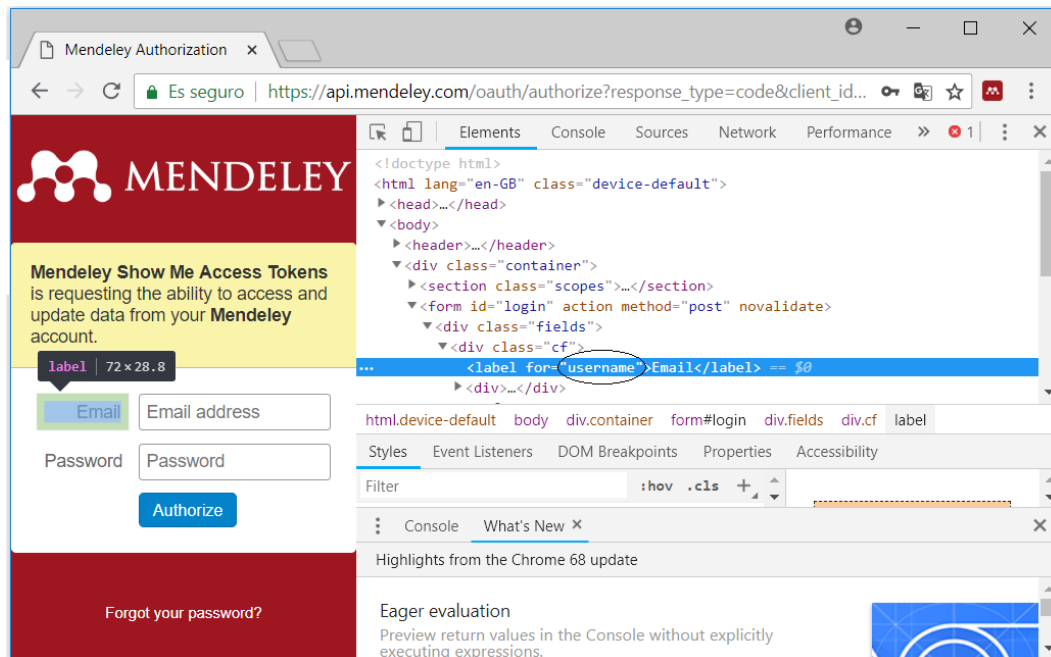 Mendeley Authorization ×
Es seguro | https://api.mendeley.com/oauth/authorize?response_type=code&client_id...
MENDELEY
Mendeley Show Me Access Tokens
is requesting the ability to access and
update data from your Mendeley
account.
label | 72×28.8
Email Email address
Password Password
Authorize
Forgot your password?
Elements Console Sources Network Performance » 1
<!doctype html>
<html lang="en-GB" class="device-default">
<head>…</head>
<body>
<header>…</header>
<div class="container">
<section class="scopes">…</section>
<form id="login" action method="post" novalidate>
<div class="fields">
<div class="cf">
… <label for="username">Email</label> == $0
<div>…</div>
html.device-default body div.container form#login div.fields div.cf label
Styles Event Listeners DOM Breakpoints Properties Accessibility
Filter :hov .cls +
Console What's New ×
Highlights from the Chrome 68 update
Eager evaluation
Preview return values in the Console without explicitly
executing expressions.